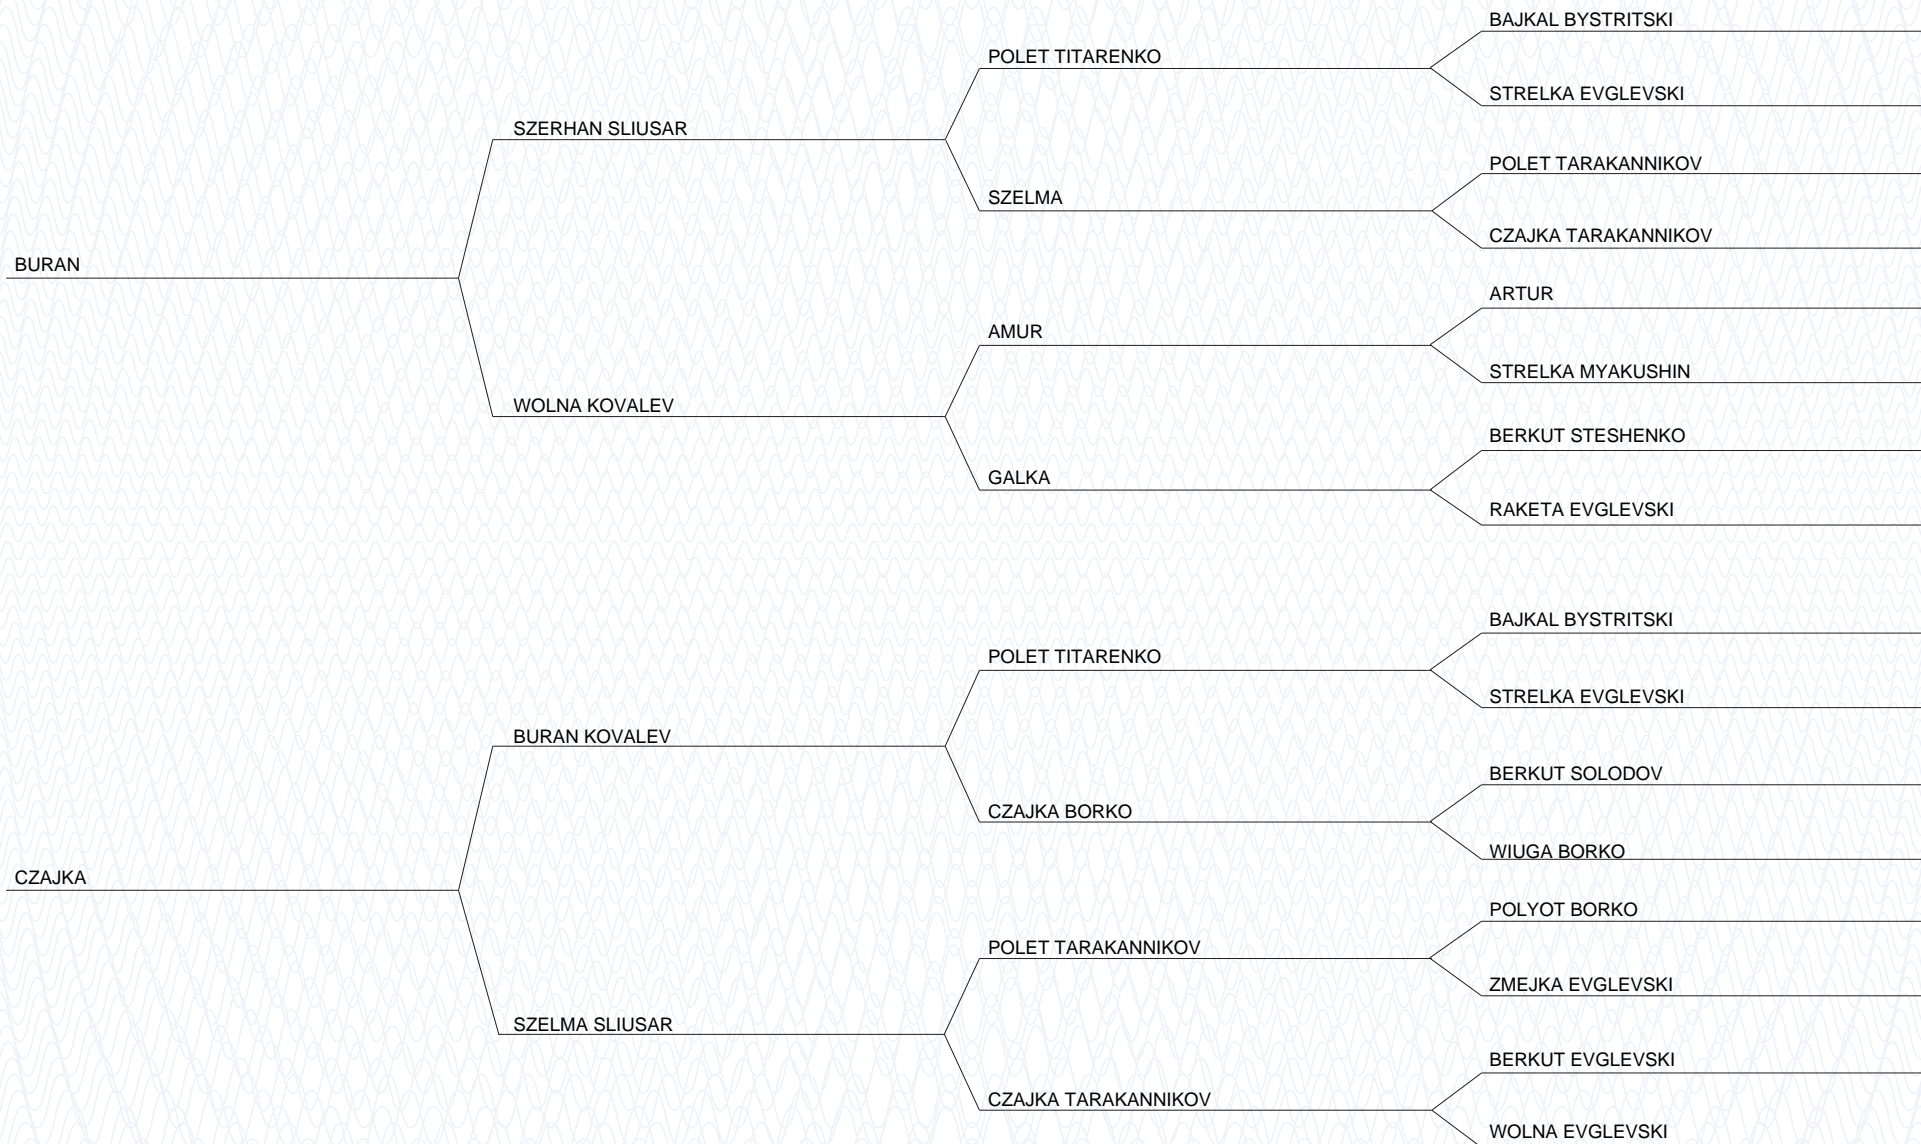 BURAN
SZERHAN SLIUSAR
POLET TITARENKO
BAJKAL BYSTRITSKI
STRELKA EVGLEVSKI
SZELMA
POLET TARAKANNIKOV
CZAJKA TARAKANNIKOV
WOLNA KOVALEV
AMUR
ARTUR
STRELKA MYAKUSHIN
GALKA
BERKUT STESHENKO
RAKETA EVGLEVSKI
CZAJKA
BURAN KOVALEV
POLET TITARENKO
BAJKAL BYSTRITSKI
STRELKA EVGLEVSKI
CZAJKA BORKO
BERKUT SOLODOV
WIUGA BORKO
SZELMA SLIUSAR
POLET TARAKANNIKOV
POLYOT BORKO
ZMEJKA EVGLEVSKI
CZAJKA TARAKANNIKOV
BERKUT EVGLEVSKI
WOLNA EVGLEVSKI